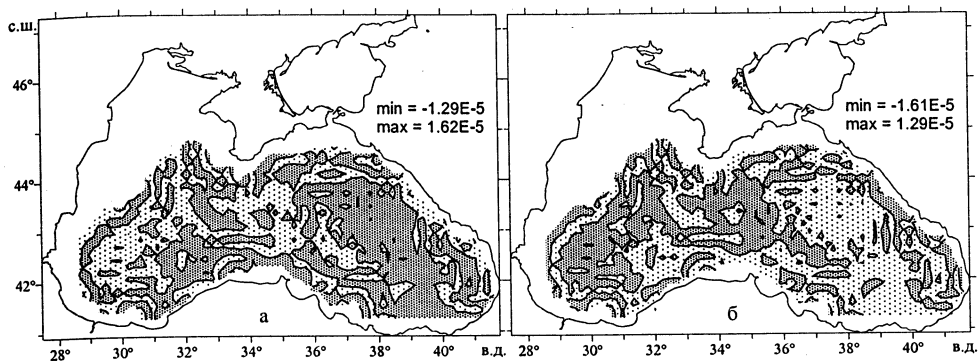 с.ш.
46°
44°
42°
min = -1.29E-5
max = 1.62E-5
а
28° 30° 32° 34° 36° 38° 40° в.д.
min = -1.61E-5
max = 1.29E-5
б
28° 30° 32° 34° 36° 38° 40° в.д.